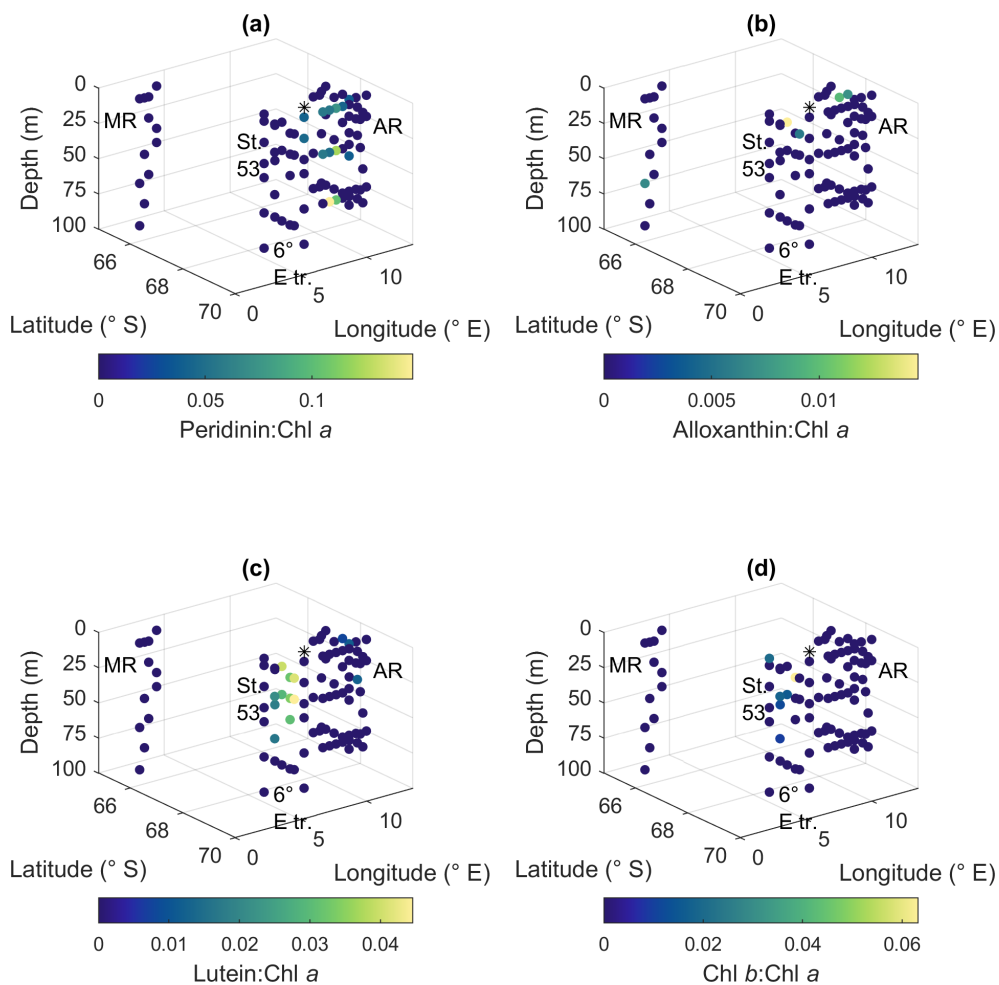 (a)
0
25
50
75
100
Depth (m)
MR
St.
53
AR
6°
E tr.
66
68
70
0
5
10
Latitude (° S)
Longitude (° E)
0
0.05
0.1
Peridinin:Chl a
(b)
0
25
50
75
100
Depth (m)
MR
St.
53
AR
6°
E tr.
66
68
70
0
5
10
Latitude (° S)
Longitude (° E)
0
0.005
0.01
Alloxanthin:Chl a
(c)
0
25
50
75
100
Depth (m)
MR
St.
53
AR
6°
E tr.
66
68
70
0
5
10
Latitude (° S)
Longitude (° E)
0
0.01
0.02
0.03
0.04
Lutein:Chl a
(d)
0
25
50
75
100
Depth (m)
MR
St.
53
AR
6°
E tr.
66
68
70
0
5
10
Latitude (° S)
Longitude (° E)
0
0.02
0.04
0.06
Chl b:Chl a